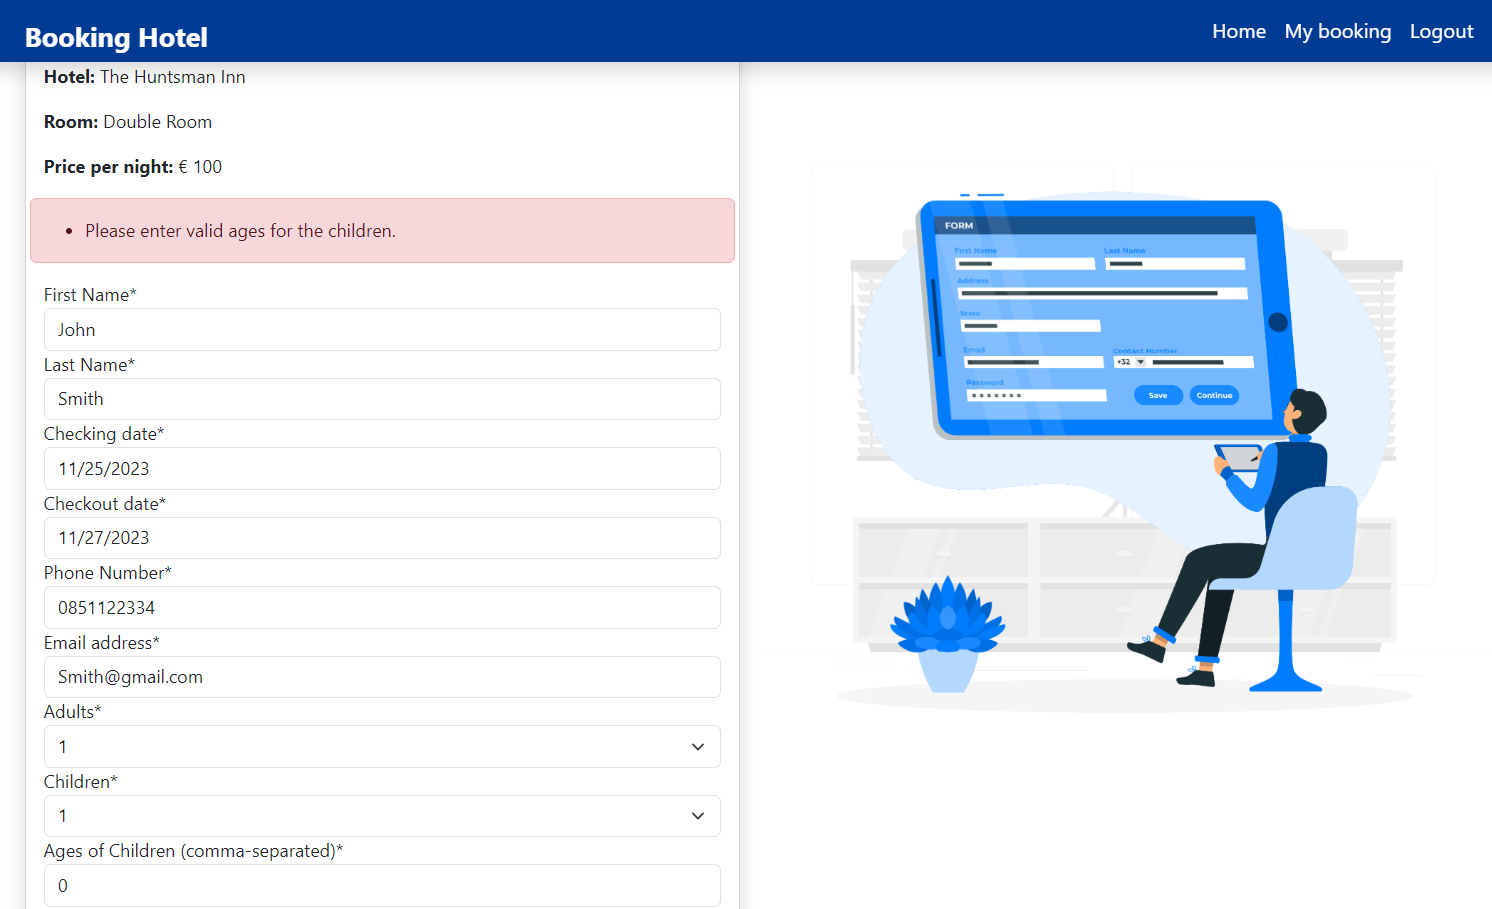 Booking Hotel
Home My booking Logout
Hotel: The Huntsman Inn
Room: Double Room
Price per night: € 100
Please enter valid ages for the children.
First Name*
John
Last Name*
Smith
Checking date*
11/25/2023
Checkout date*
11/27/2023
Phone Number*
0851122334
Email address*
Smith@gmail.com
Adults*
1
Children*
1
Ages of Children (comma-separated)*
0
FORM
First Name Last Name
Address
State
Email Contact Number
+32
Password
* * * * * * *
Save Continue